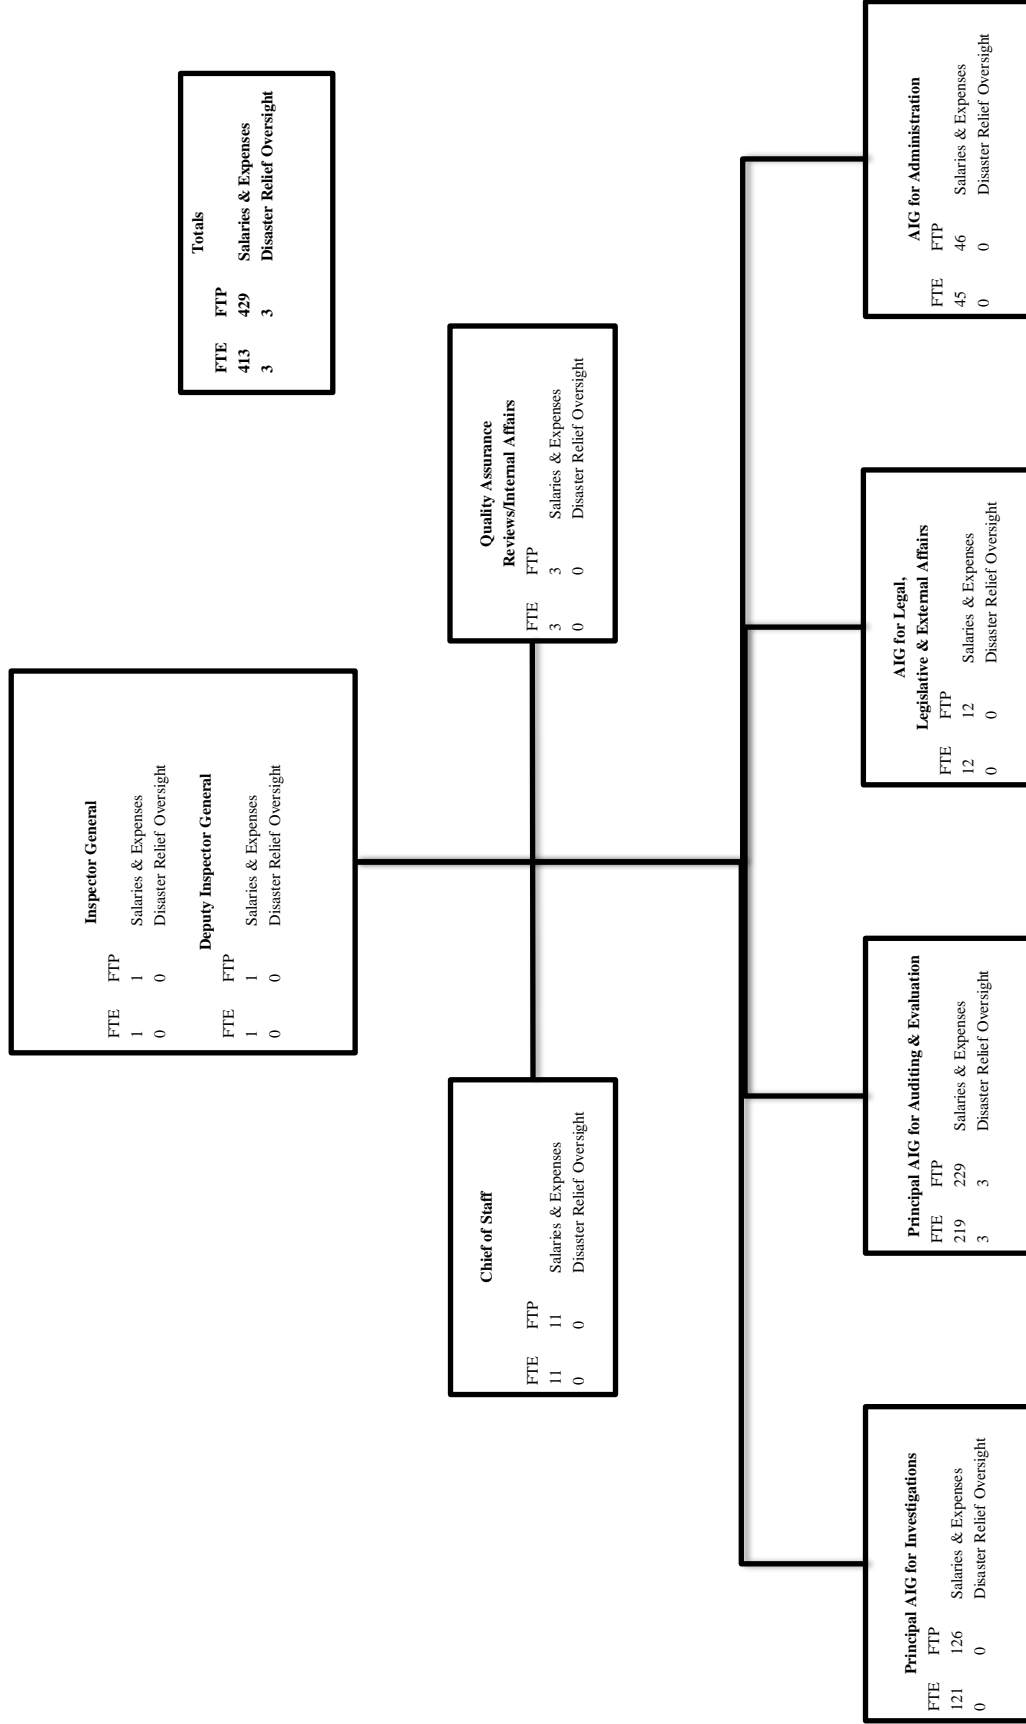 Inspector General
FTE FTP
1 1 Salaries & Expenses
0 0 Disaster Relief Oversight
Deputy Inspector General
FTE FTP
1 1 Salaries & Expenses
0 0 Disaster Relief Oversight
Totals
FTE FTP
413 429 Salaries & Expenses
3 3 Disaster Relief Oversight
Chief of Staff
FTE FTP
11 11 Salaries & Expenses
0 0 Disaster Relief Oversight
Quality Assurance
Reviews/Internal Affairs
FTE FTP
3 3 Salaries & Expenses
0 0 Disaster Relief Oversight
Principal AIG for Investigations
FTE FTP
121 126 Salaries & Expenses
0 0 Disaster Relief Oversight
Principal AIG for Auditing & Evaluation
FTE FTP
219 229 Salaries & Expenses
3 3 Disaster Relief Oversight
AIG for Legal,
Legislative & External Affairs
FTE FTP
12 12 Salaries & Expenses
0 0 Disaster Relief Oversight
AIG for Administration
FTE FTP
45 46 Salaries & Expenses
0 0 Disaster Relief Oversight